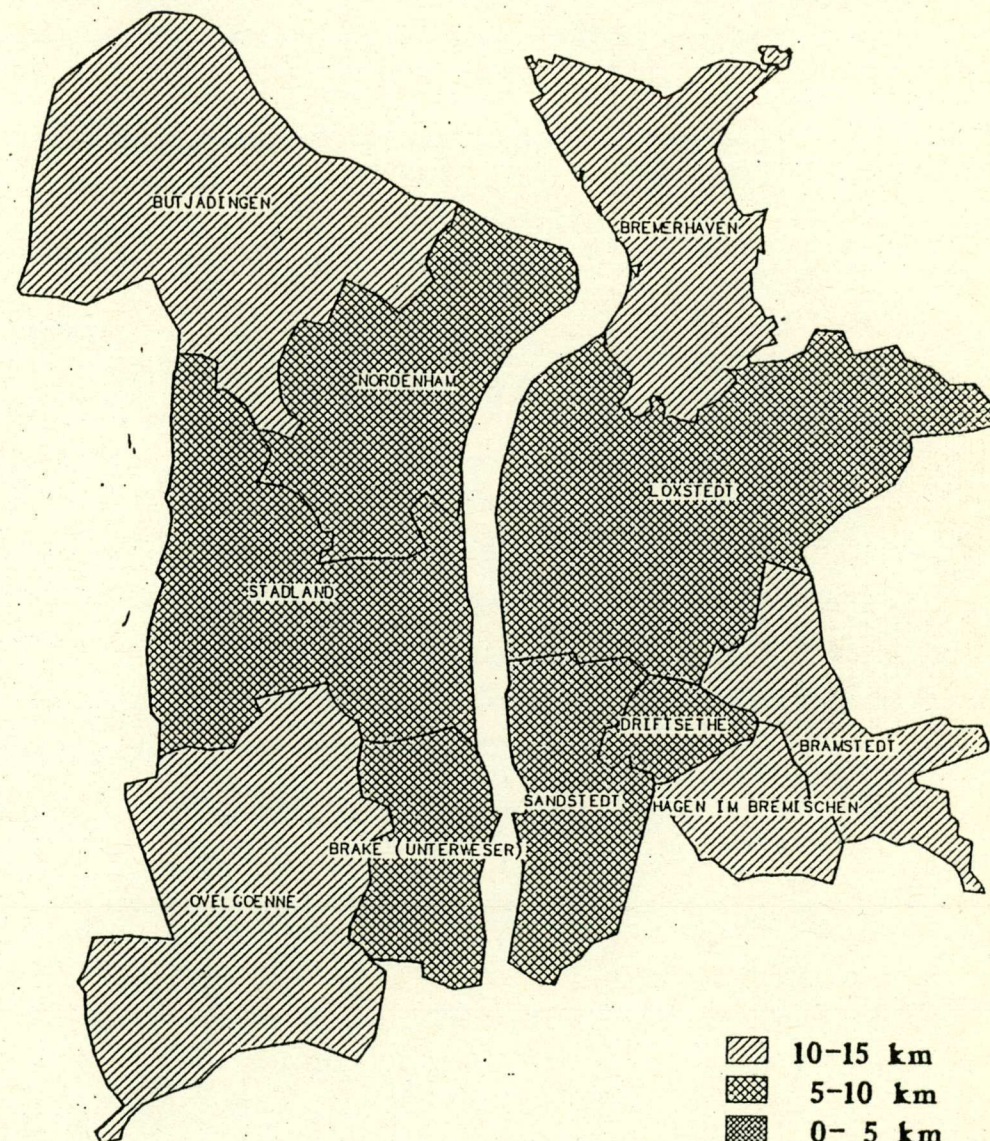 BUTJADINGEN
BREMERHAVEN
NORDENHAM
LOXSTEDT
STADLAND
DRIFTSETHE
BRAMSTEDT
SANDSTEDT
HAGEN IM BREMISCHEN
BRAKE (UNTERWESER)
OVELGOENNE
10-15 km
5-10 km
0- 5 km